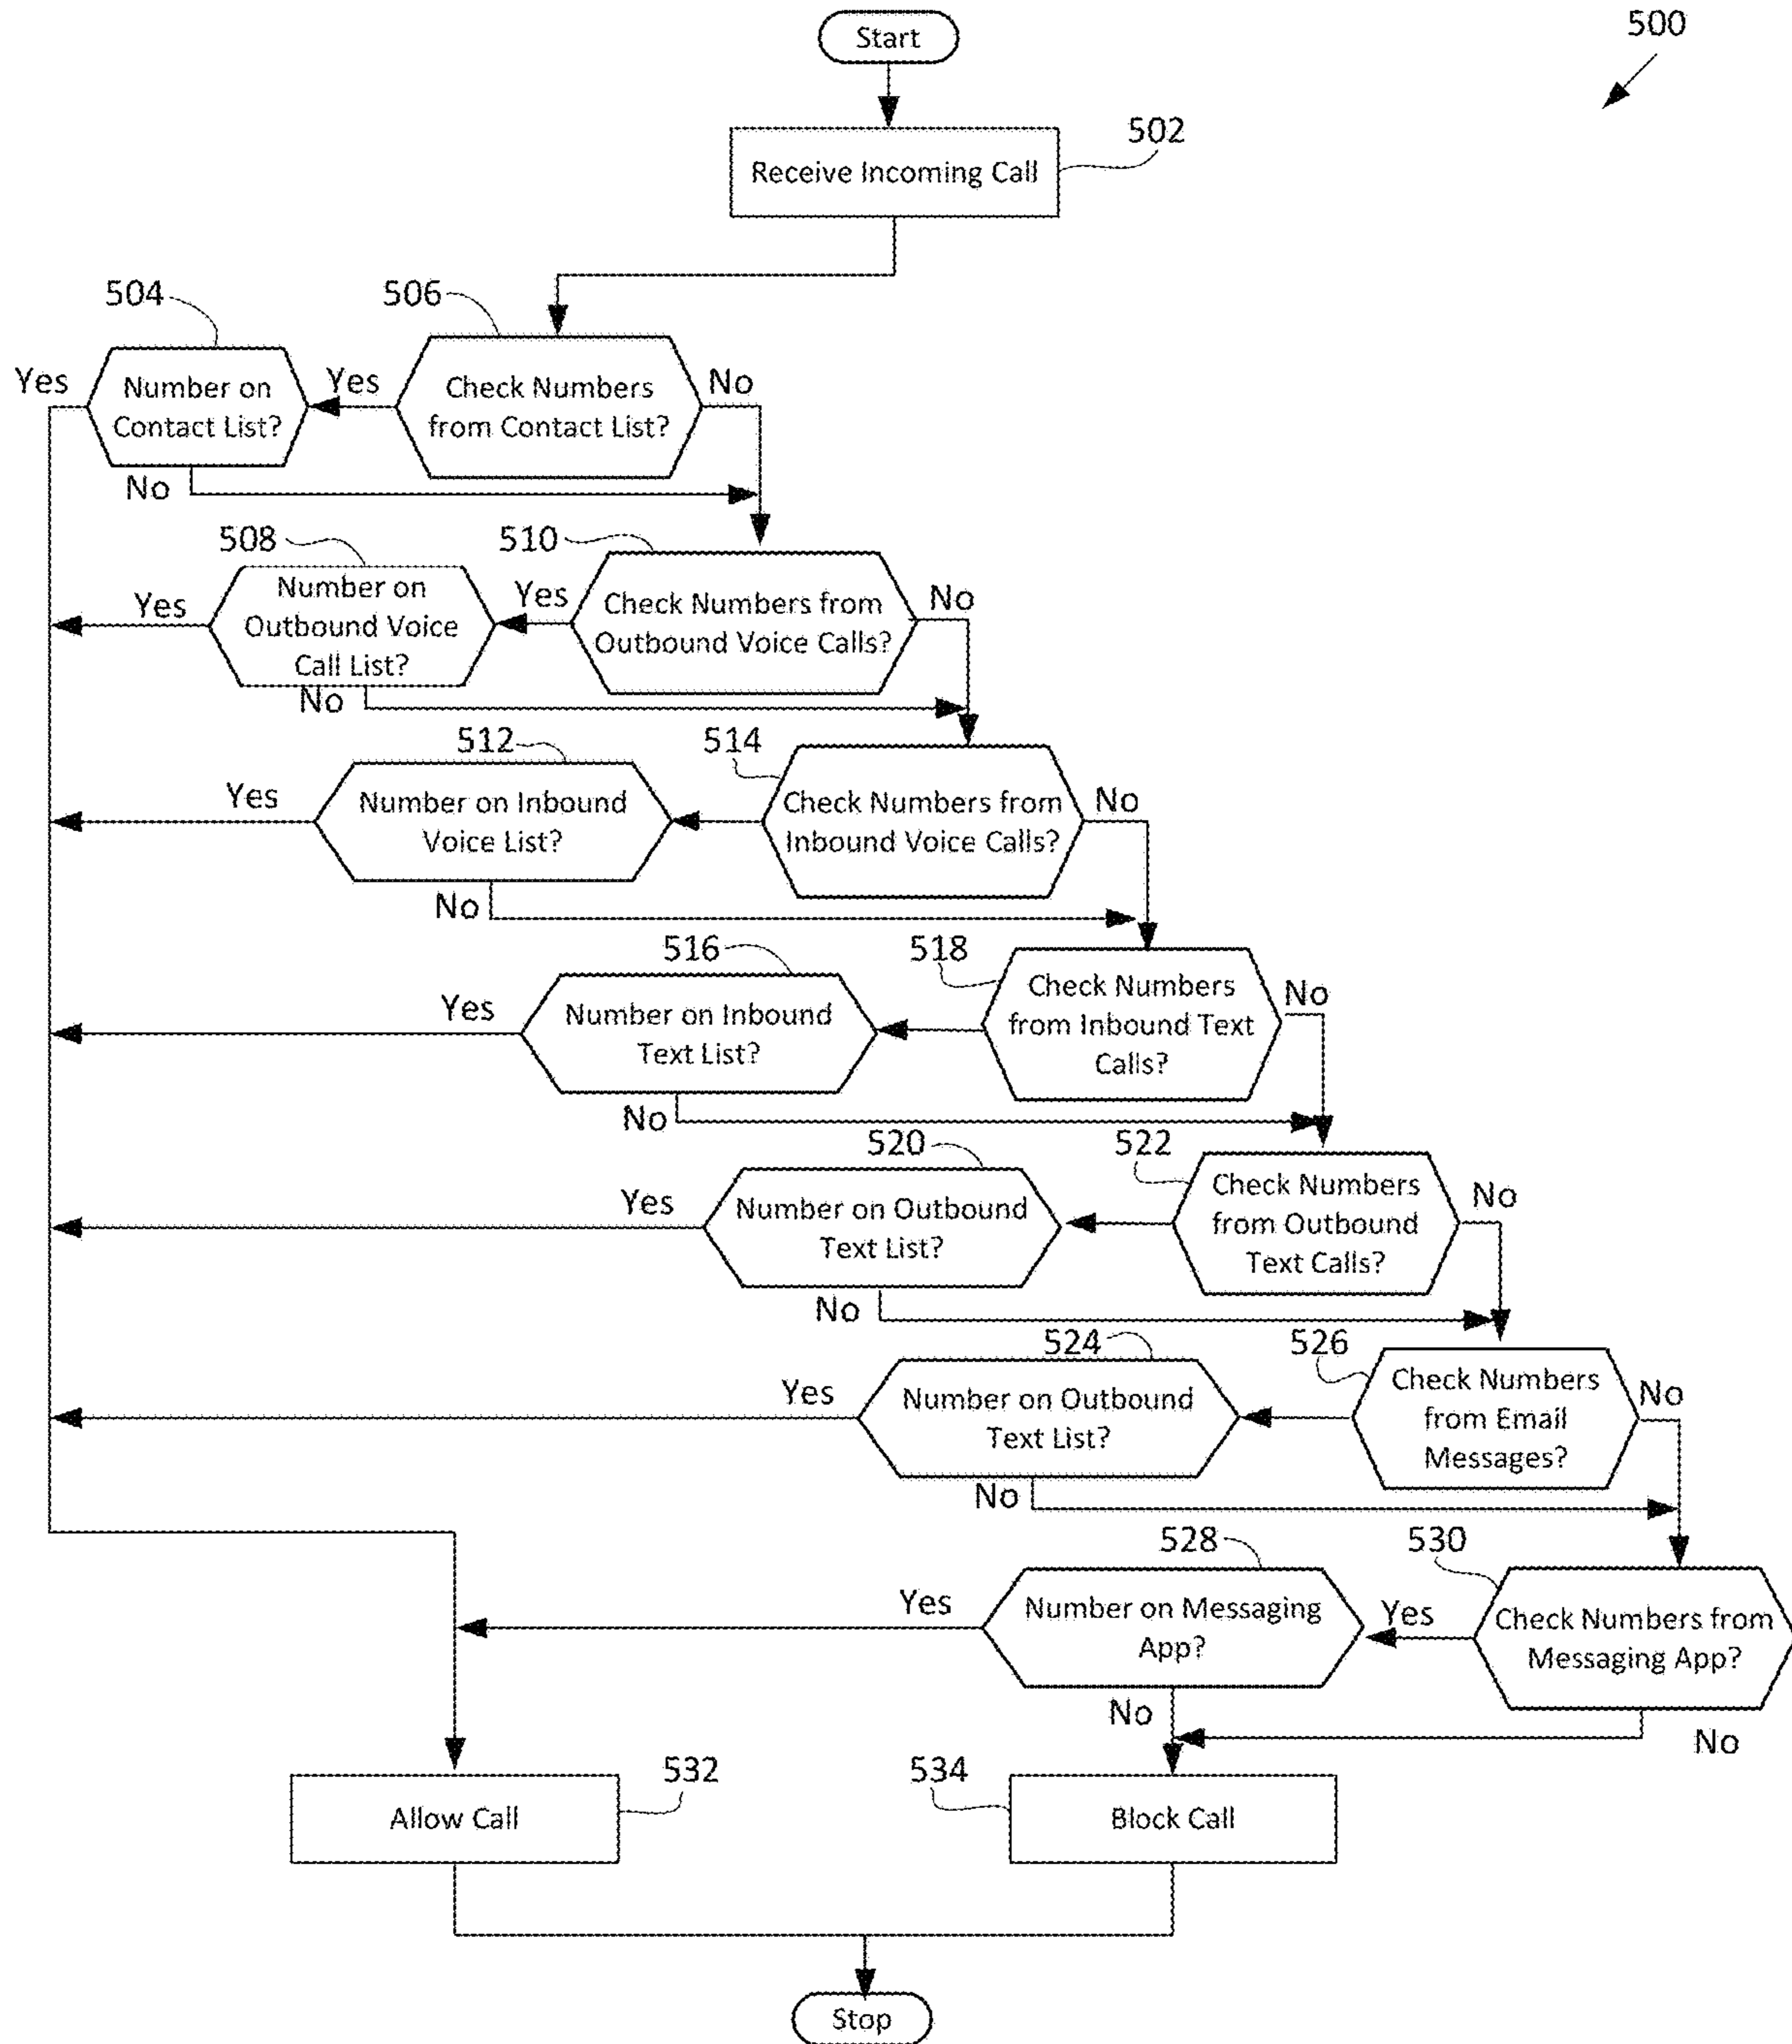 Start
500
502
Receive Incoming Call
504
506
Yes
Number on
Contact List?
Yes
Check Numbers
from Contact List?
No
No
508
510
Yes
Number on
Outbound Voice
Call List?
Yes
Check Numbers from
Outbound Voice Calls?
No
No
512
514
Yes
Number on Inbound
Voice List?
Check Numbers from
Inbound Voice Calls?
No
No
516
518
Yes
Number on Inbound
Text List?
Check Numbers
from Inbound Text
Calls?
No
No
520
522
Yes
Number on Outbound
Text List?
Check Numbers
from Outbound
Text Calls?
No
No
524
526
Yes
Number on Outbound
Text List?
Check Numbers
from Email
Messages?
No
No
528
530
Yes
Number on Messaging
App?
Yes
Check Numbers from
Messaging App?
No
No
532
534
Allow Call
Block Call
Stop